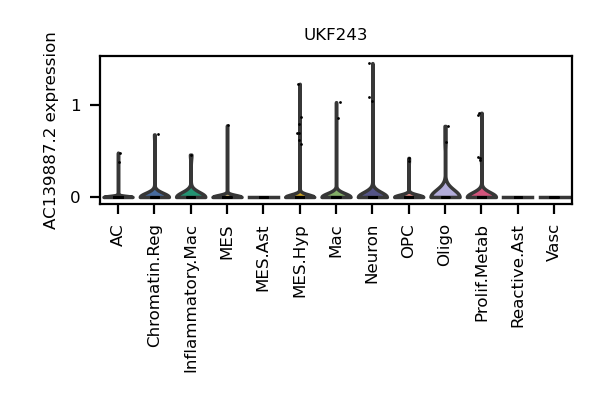 UKF243
AC139887.2 expression
1
0
AC
Chromatin.Reg
Inflammatory.Mac
MES
MES.Ast
MES.Hyp
Mac
Neuron
OPC
Oligo
Prolif.Metab
Reactive.Ast
Vasc